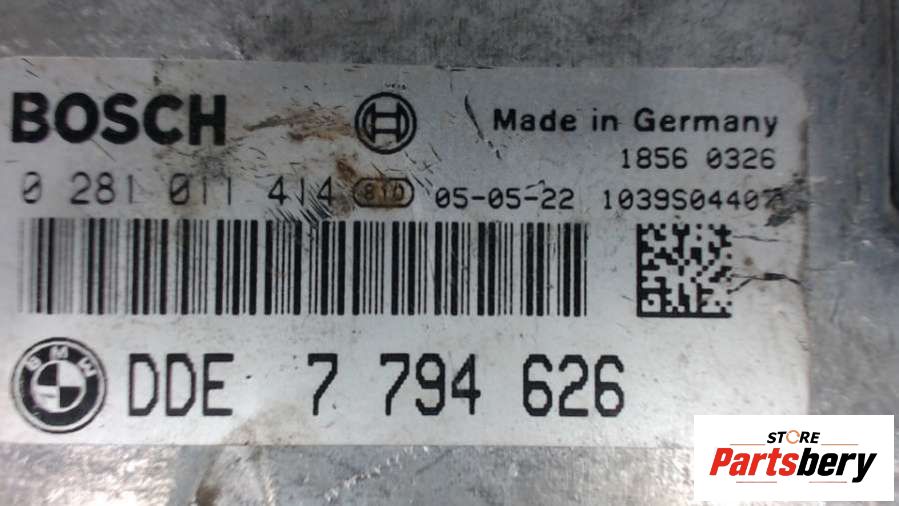 BOSCH
Made in Germany
1856 0326
0 281 011 414 810 05-05-22 1039S04407
BMW
DDE 7 794 626
STORE
Partsbery